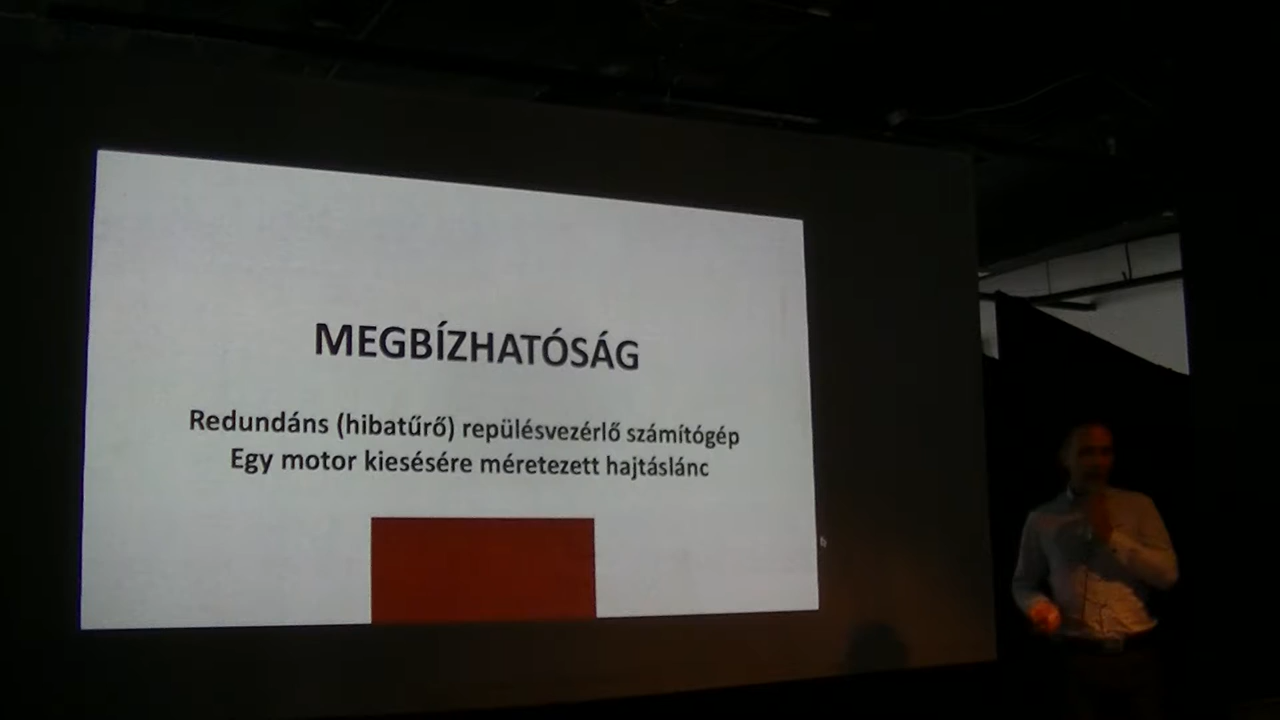 MEGBÍZHATÓSÁG
Redundáns (hibatűrő) repülésvezérlő számítógép
Egy motor kiesésére méretezett hajtáslánc